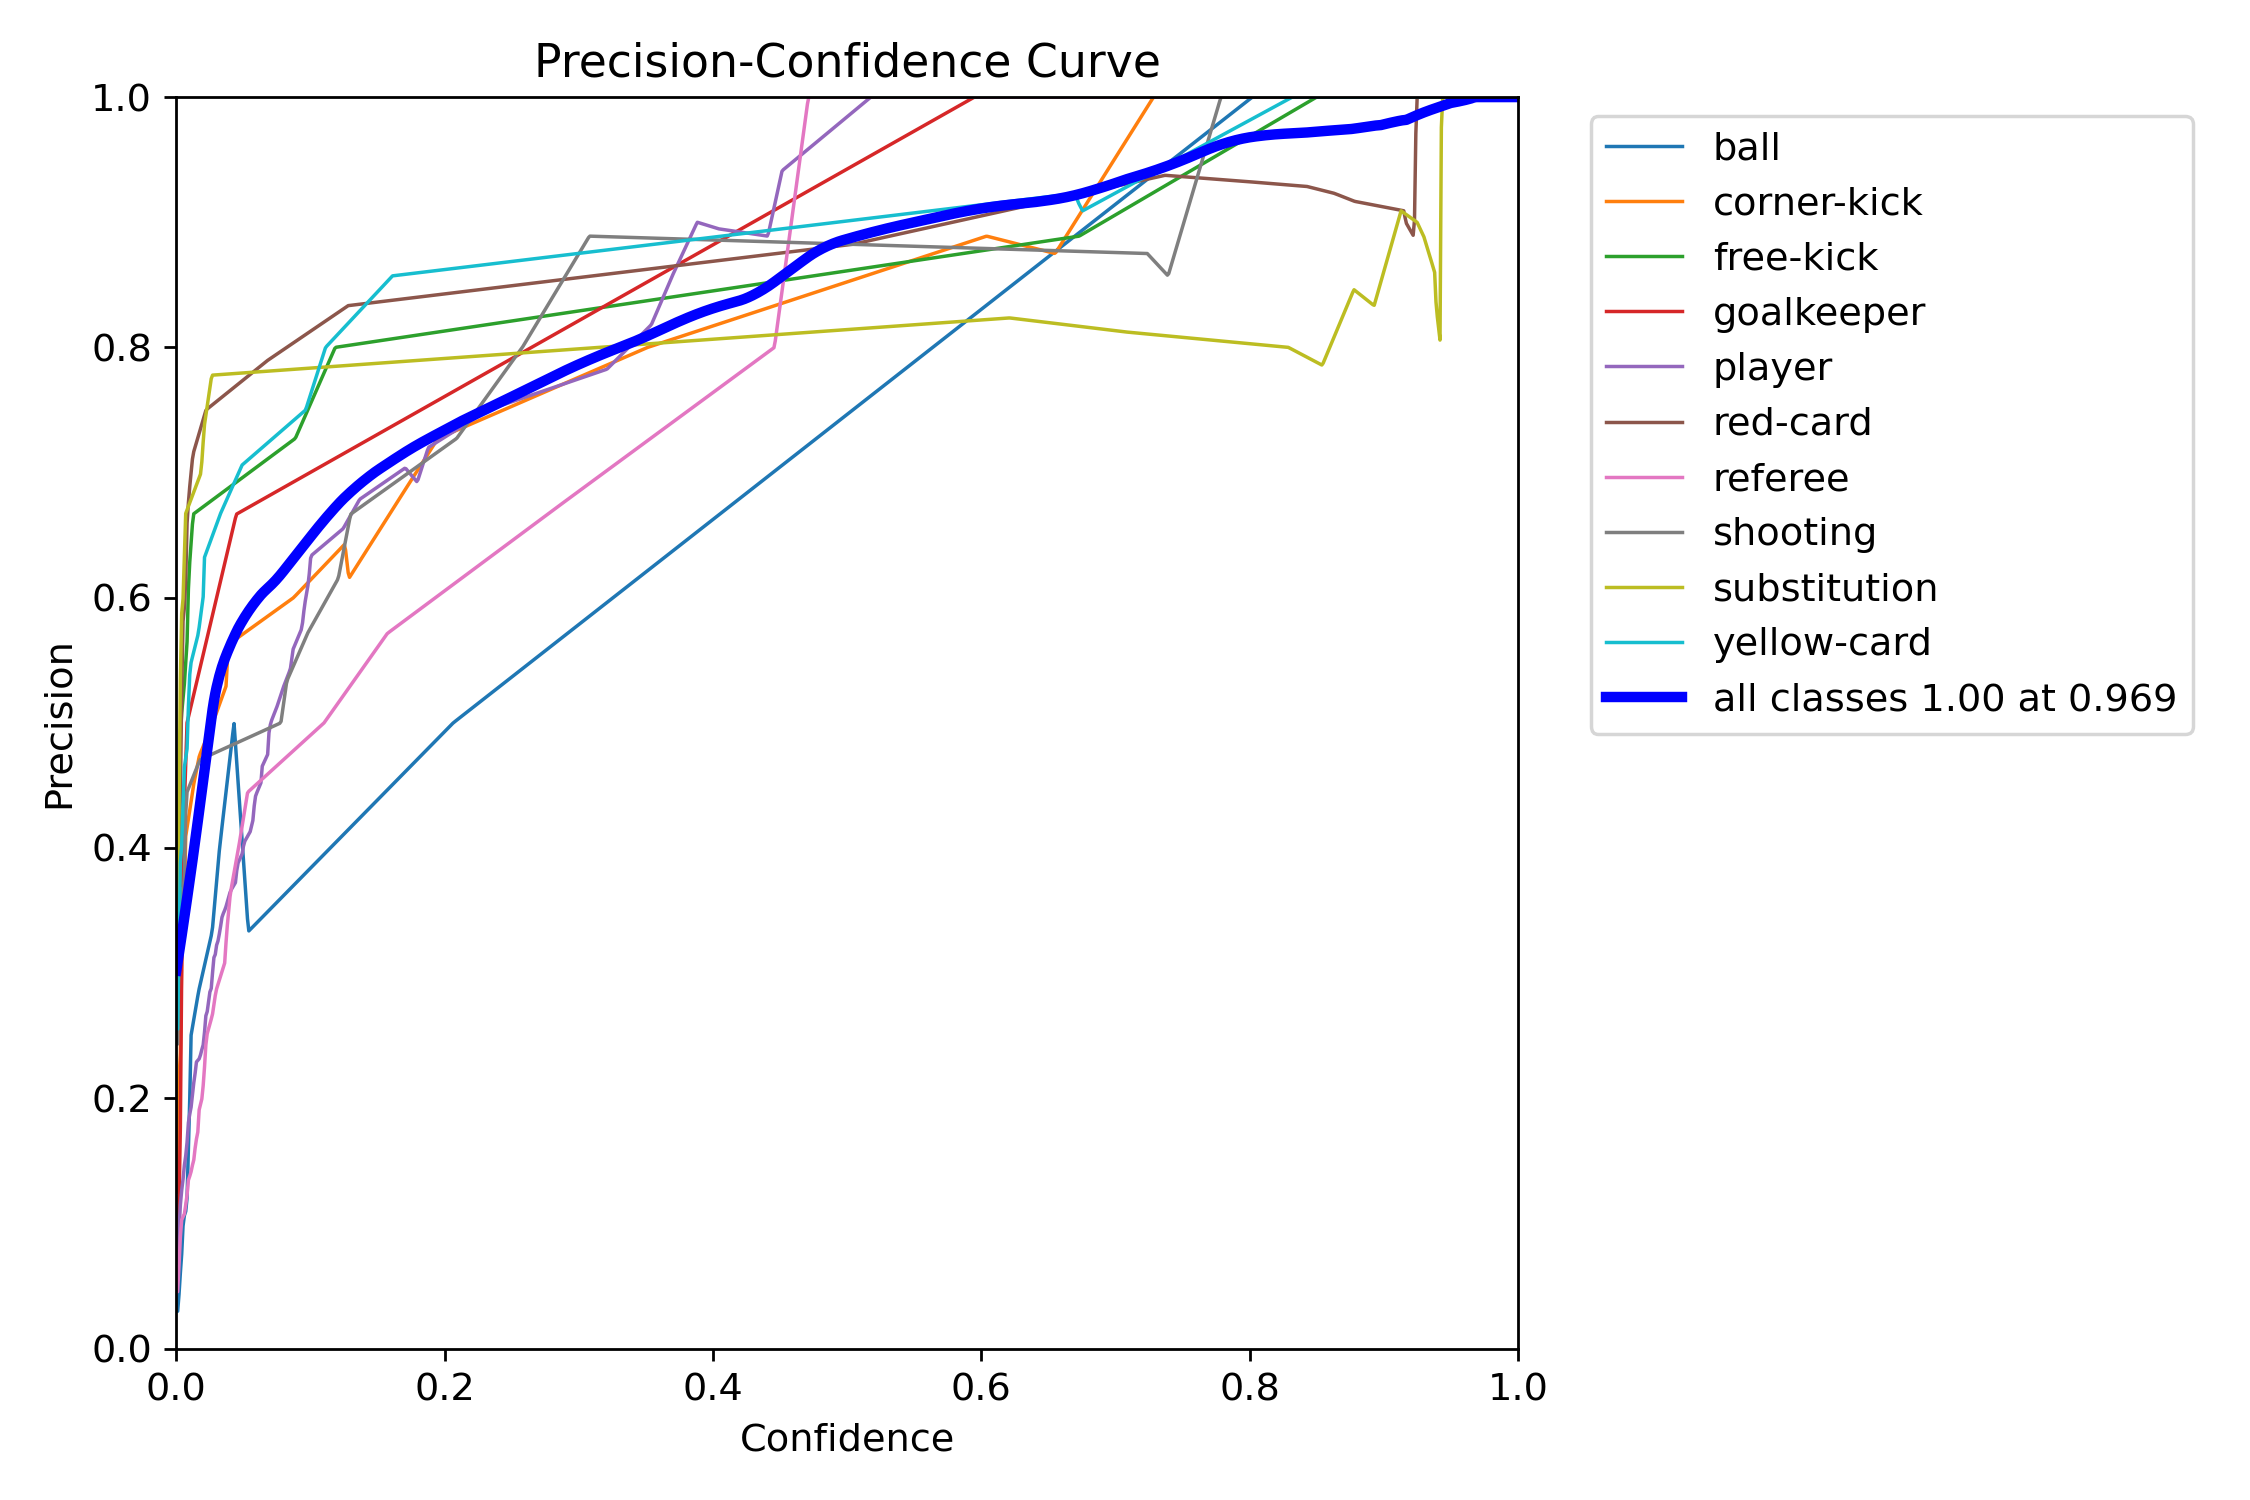 Precision-Confidence Curve
1.0
0.8
0.6
0.4
0.2
0.0
Precision
0.0 0.2 0.4 0.6 0.8 1.0
Confidence
ball
corner-kick
free-kick
goalkeeper
player
red-card
referee
shooting
substitution
yellow-card
all classes 1.00 at 0.969